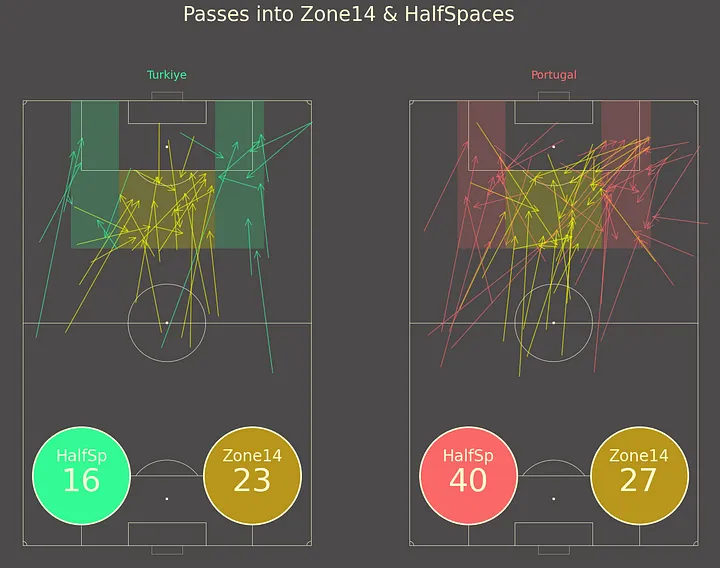 Passes into Zone14 & HalfSpaces
Turkiye
Portugal
HalfSp
16
Zone14
23
HalfSp
40
Zone14
27